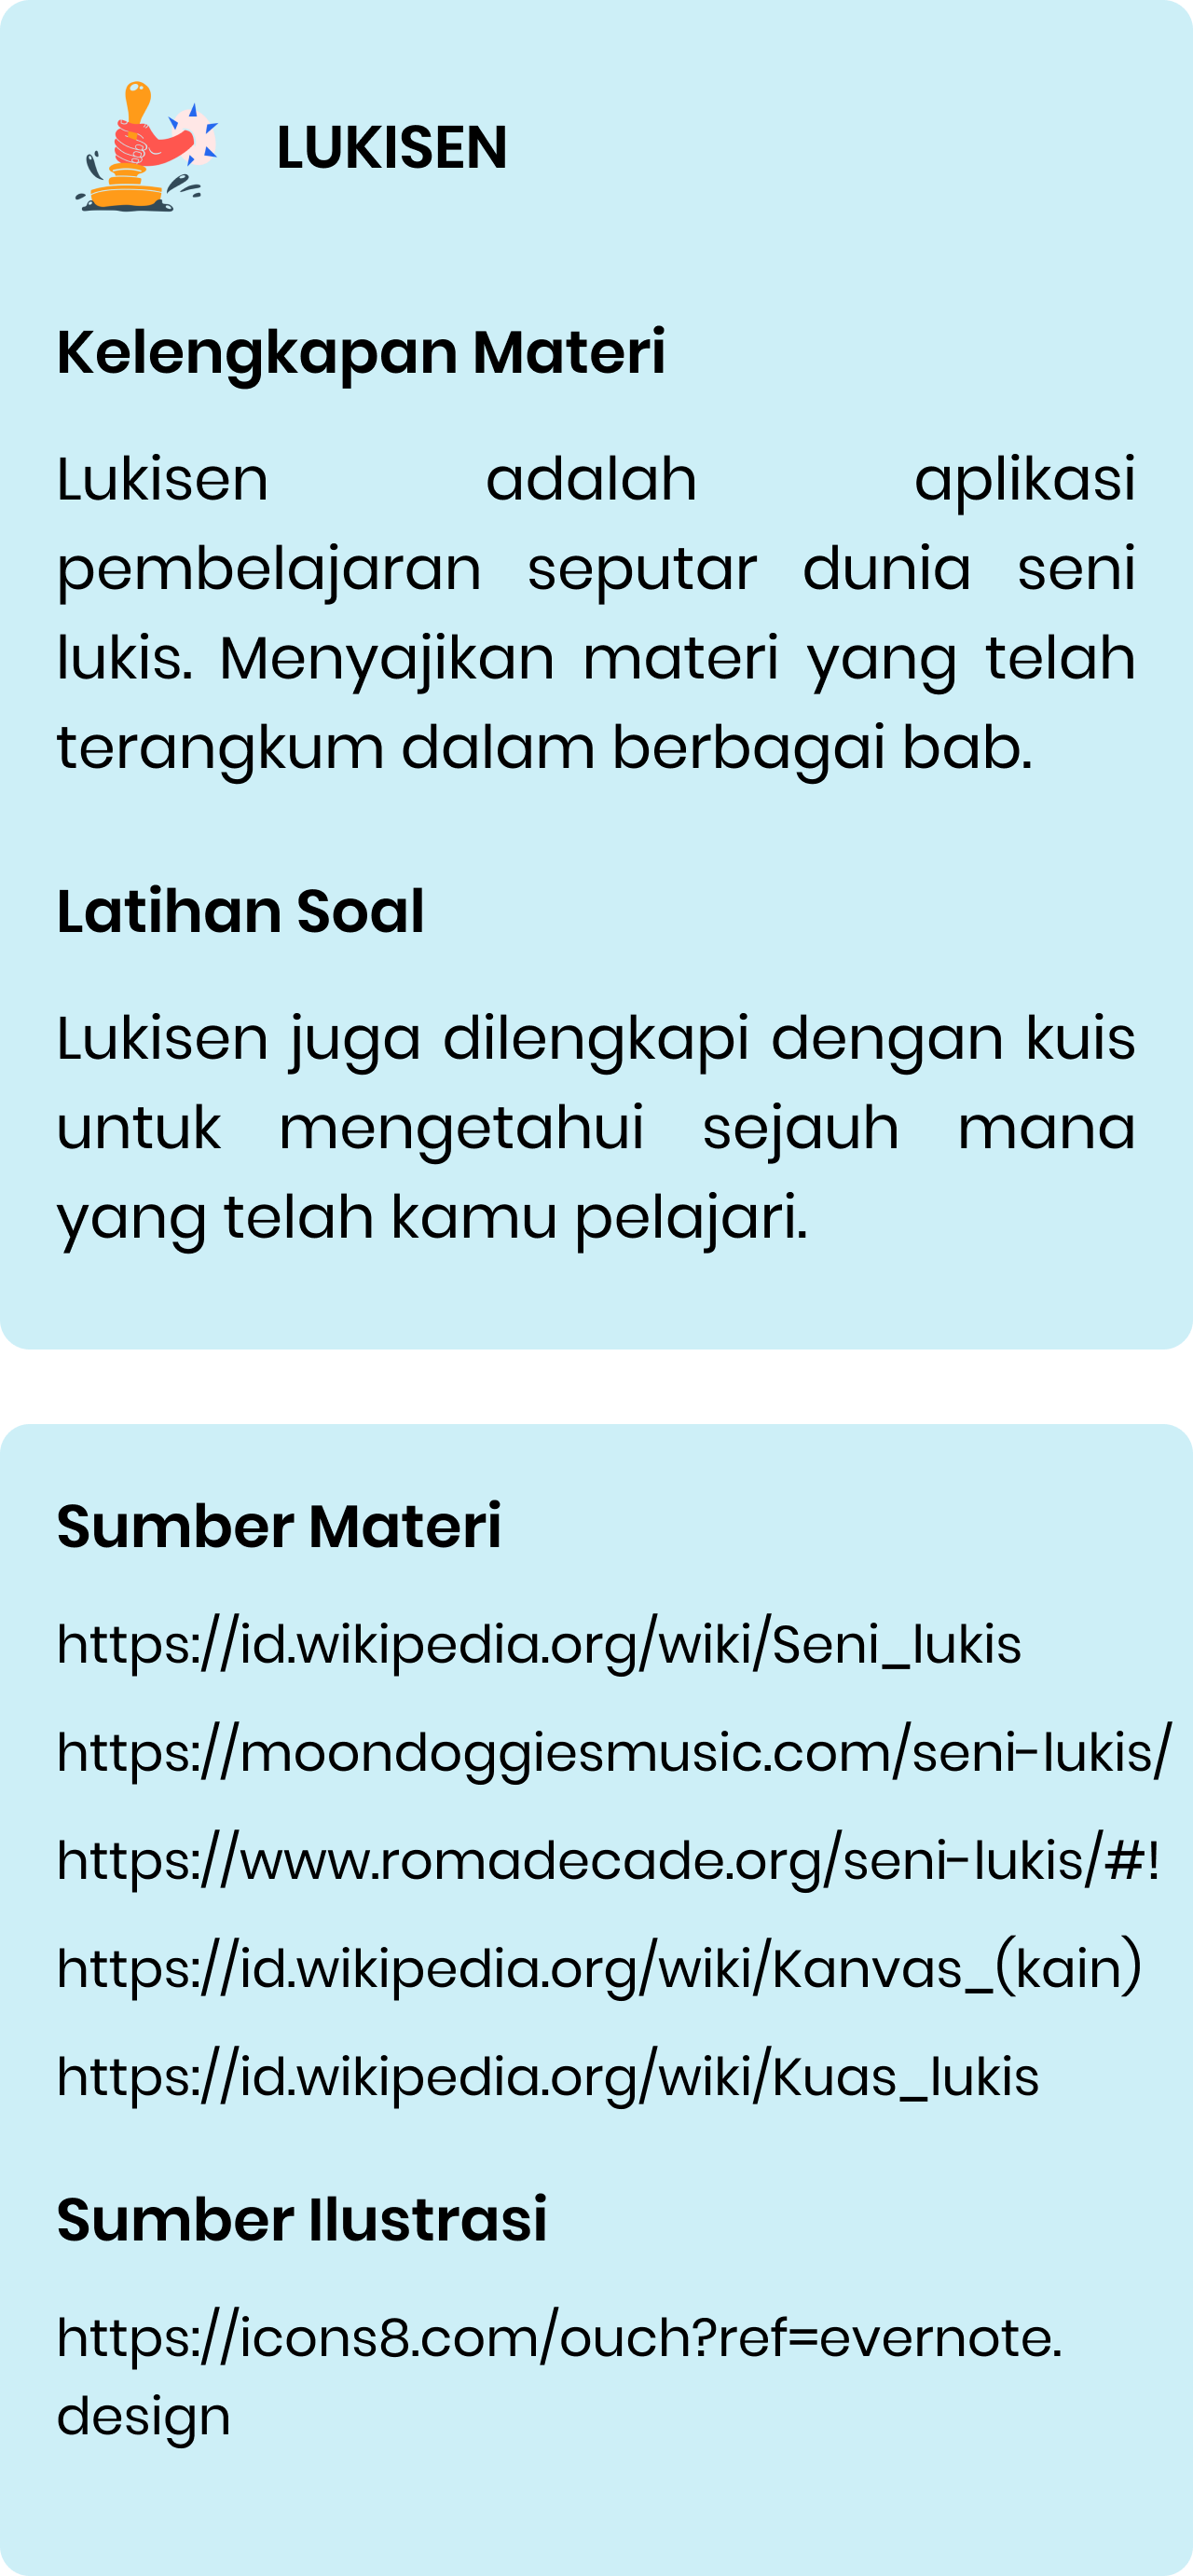 LUKISEN
Kelengkapan Materi
Lukisen adalah aplikasi
pembelajaran seputar dunia seni
lukis. Menyajikan materi yang telah
terangkum dalam berbagai bab.
Latihan Soal
Lukisen juga dilengkapi dengan kuis
untuk mengetahui sejauh mana
yang telah kamu pelajari.
Sumber Materi
https://id.wikipedia.org/wiki/Seni_lukis
https://moondoggiesmusic.com/seni-lukis/
https://www.romadecade.org/seni-lukis/#!
https://id.wikipedia.org/wiki/Kanvas_(kain)
https://id.wikipedia.org/wiki/Kuas_lukis
Sumber Ilustrasi
https://icons8.com/ouch?ref=evernote.
design